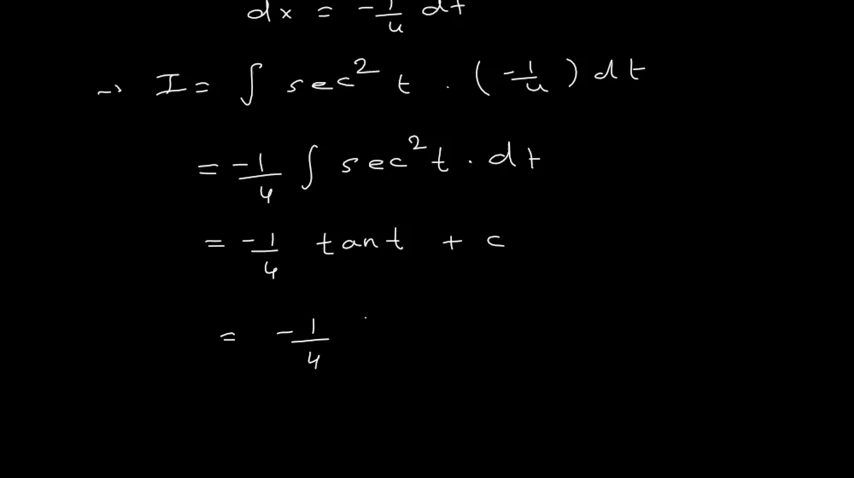 dx = -1/4 dt
→ I = ∫ sec² t . (-1/4) dt
= -1/4 ∫ sec² t . dt
= -1/4 tan t + c
= -1/4